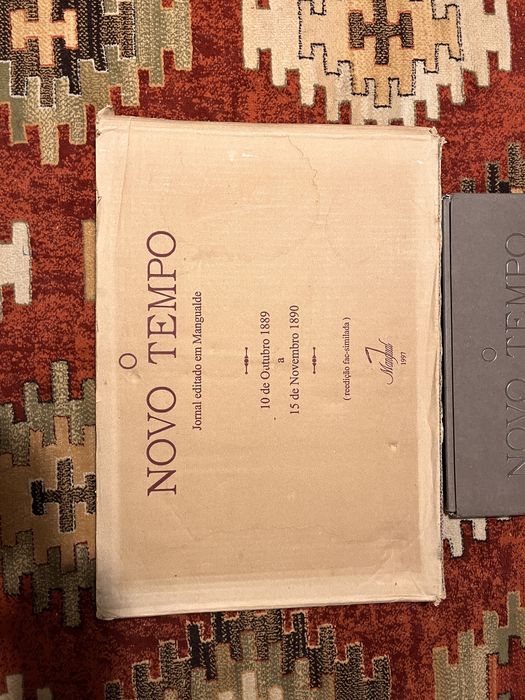 O
NOVO TEMPO
Jornal editado em Mangualde
10 de Outubro 1889
a
15 de Novembro 1890
( reedição fac-similada )
Mangualde
1997
O
NOVO TEMPO